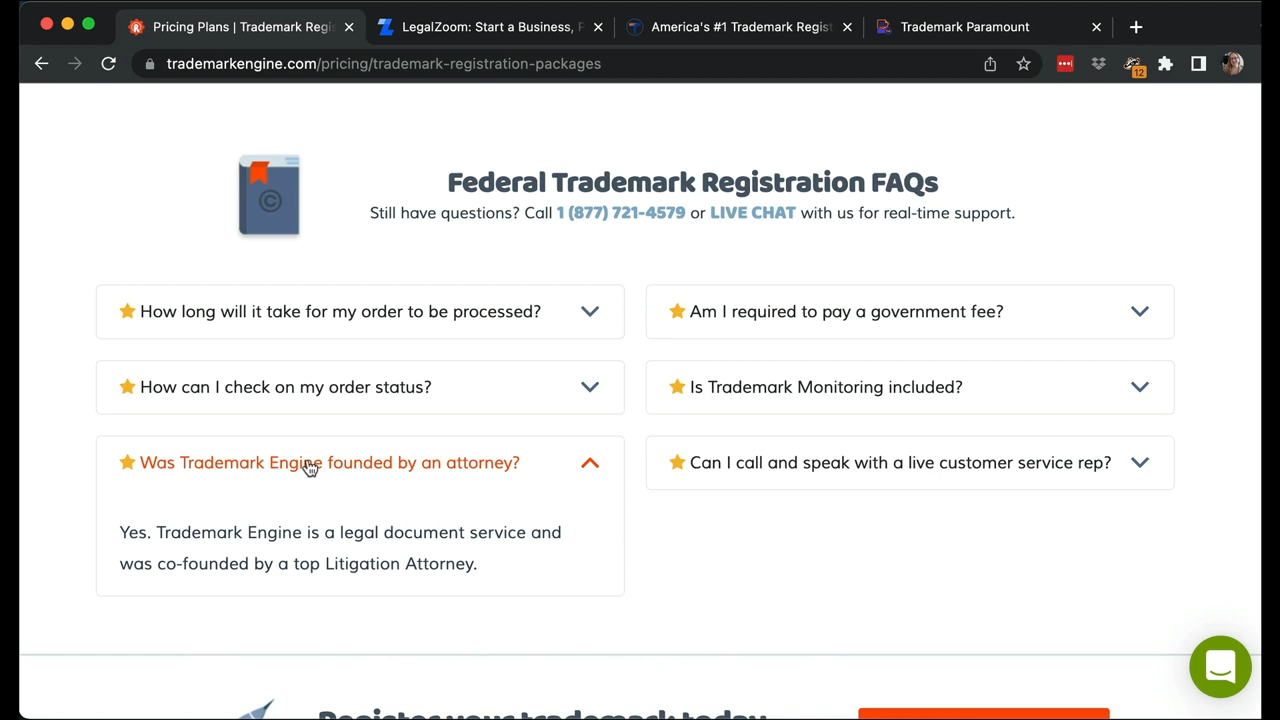 Pricing Plans | Trademark Regi
LegalZoom: Start a Business, P
America's #1 Trademark Regist
Trademark Paramount
trademarkengine.com/pricing/trademark-registration-packages
12
Federal Trademark Registration FAQs
Still have questions? Call 1 (877) 721-4579 or LIVE CHAT with us for real-time support.
How long will it take for my order to be processed?
Am I required to pay a government fee?
How can I check on my order status?
Is Trademark Monitoring included?
Was Trademark Engine founded by an attorney?
Can I call and speak with a live customer service rep?
Yes. Trademark Engine is a legal document service and
was co-founded by a top Litigation Attorney.
Register your trademark today